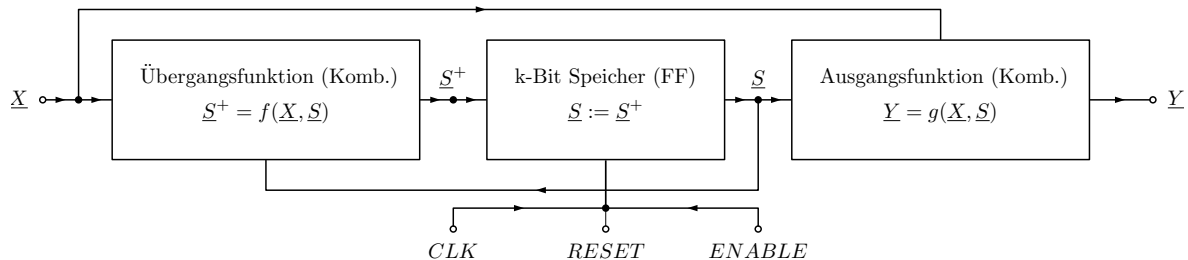 Übergangsfunktion (Komb.)
S⁺ = f(X, S)
k-Bit Speicher (FF)
S := S⁺
Ausgangsfunktion (Komb.)
Y = g(X, S)
X
S⁺
S
Y
CLK
RESET
ENABLE